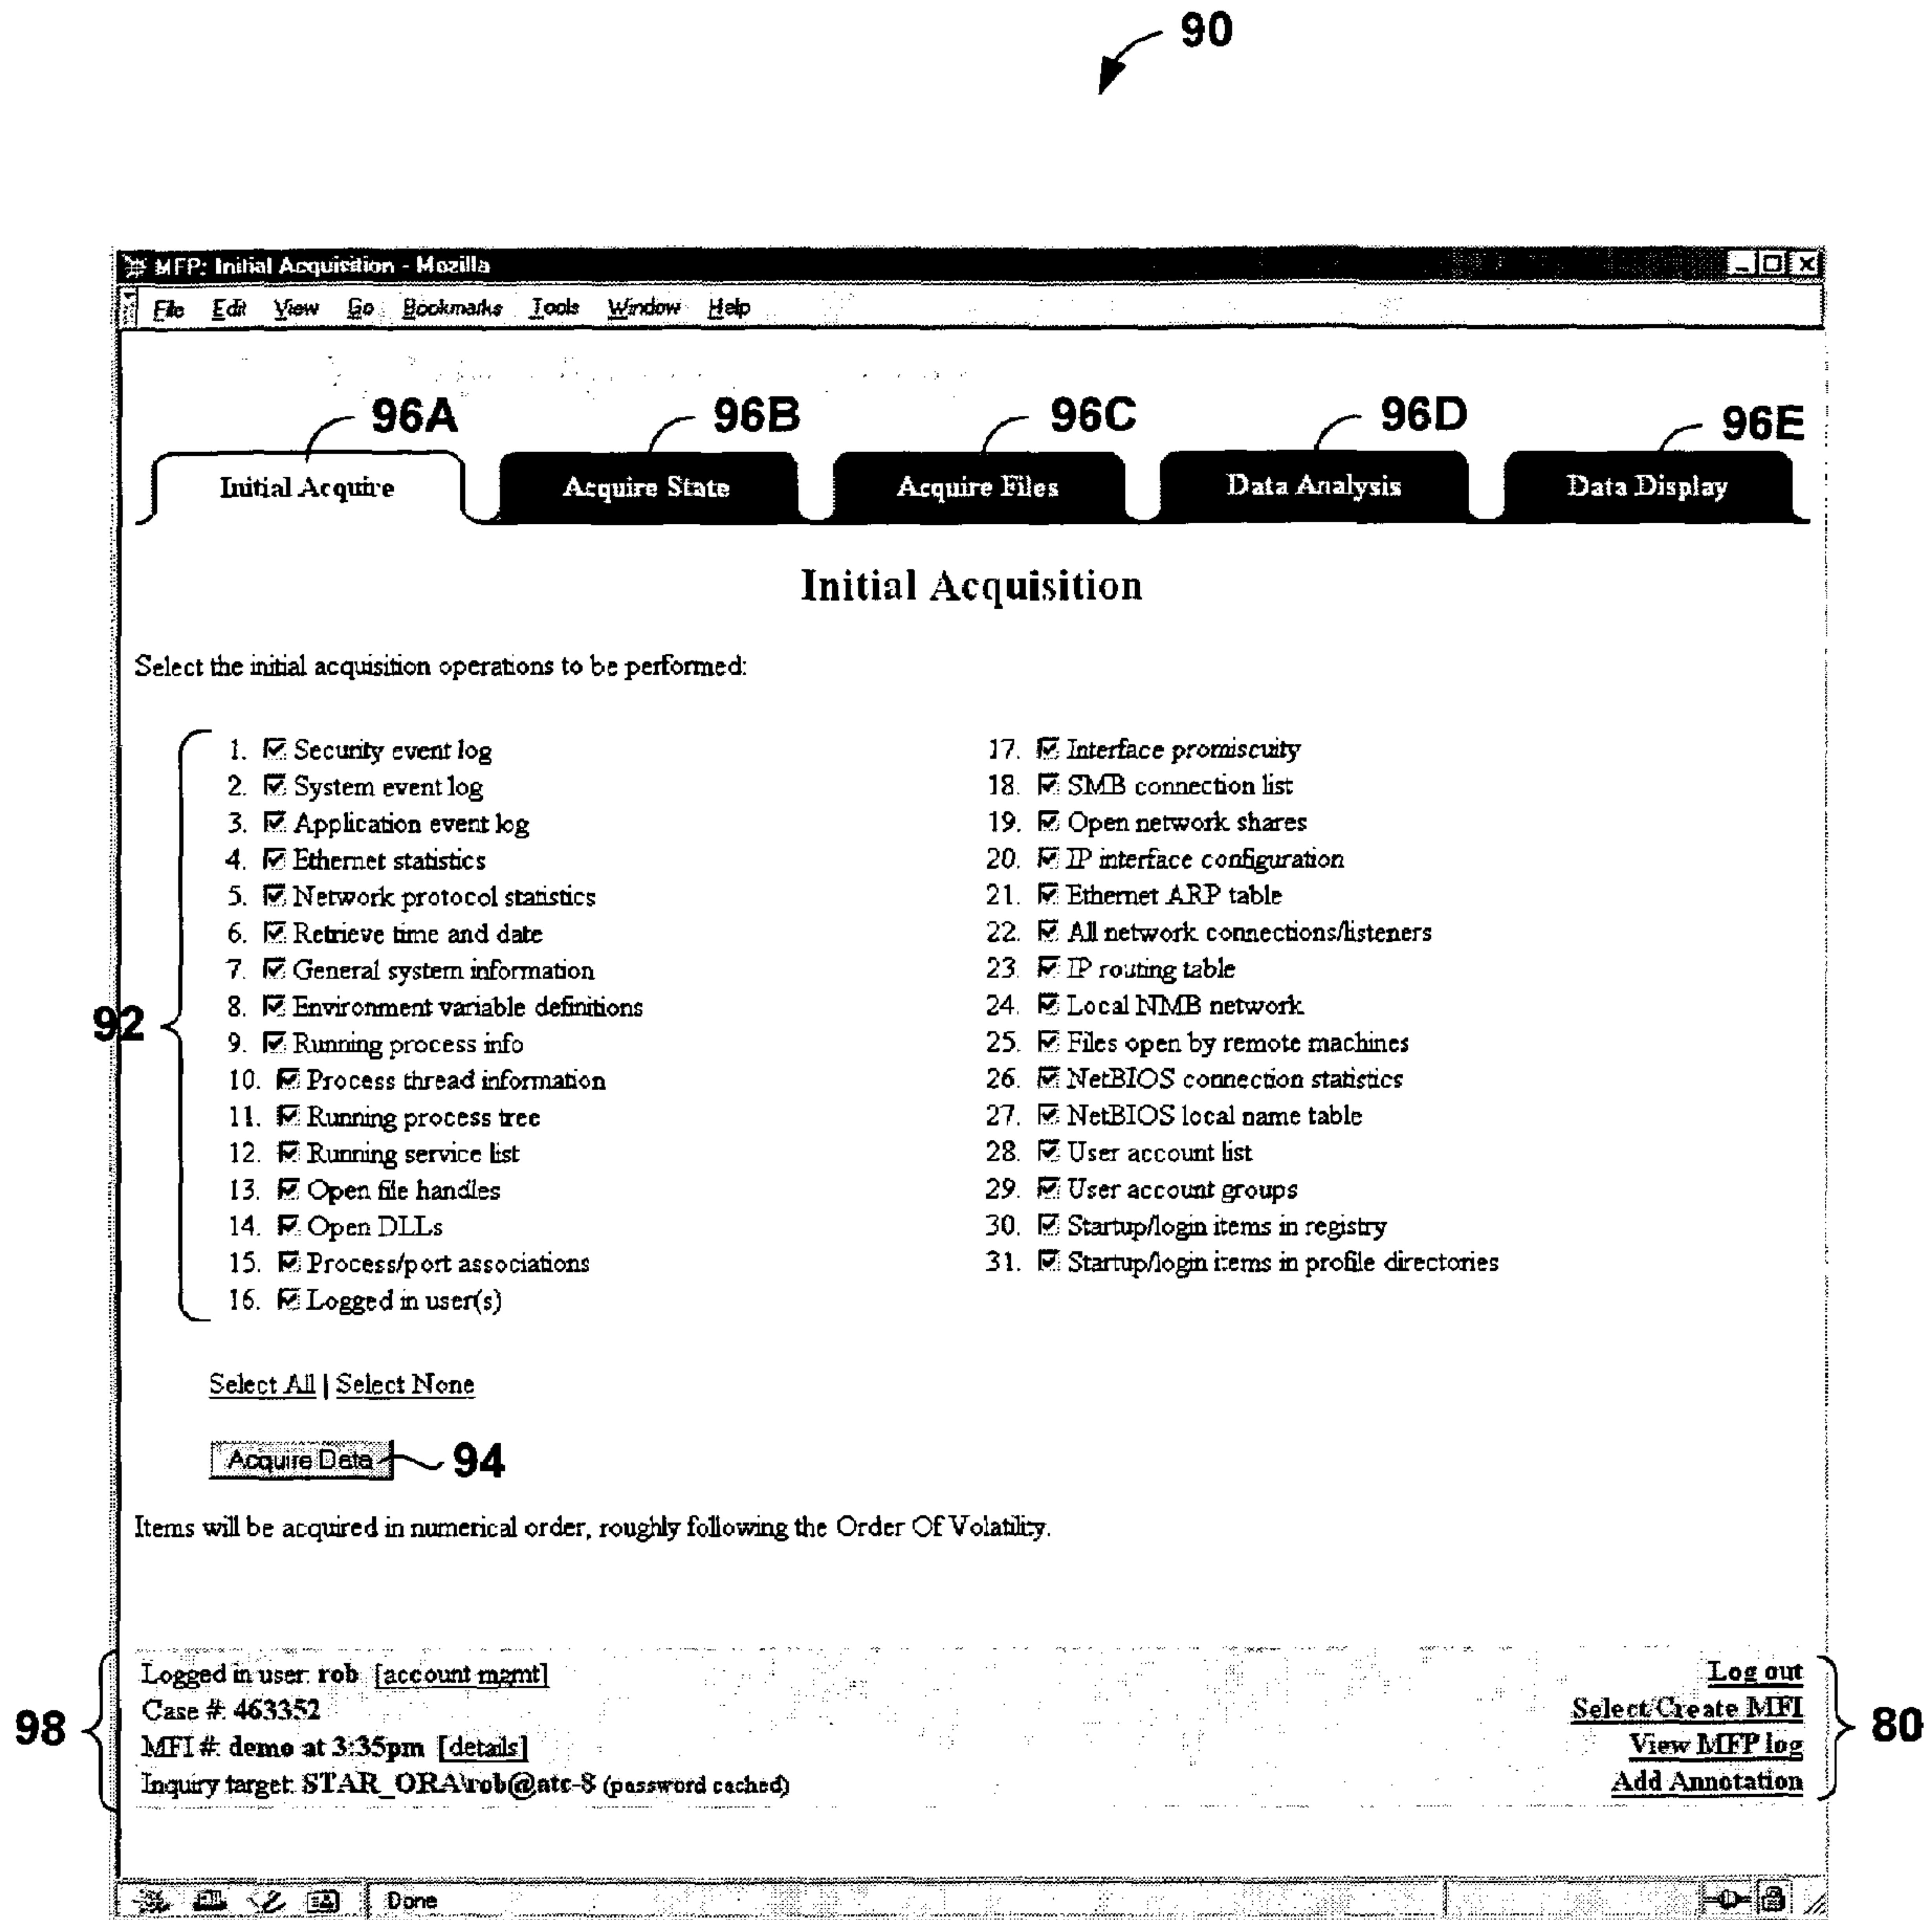 90
MFP: Initial Acquisition - Mozilla
File Edit View Go Bookmarks Tools Window Help
96A 96B 96C 96D 96E
Initial Acquire Acquire State Acquire Files Data Analysis Data Display
Initial Acquisition
Select the initial acquisition operations to be performed:
92
1. Security event log
2. System event log
3. Application event log
4. Ethernet statistics
5. Network protocol statistics
6. Retrieve time and date
7. General system information
8. Environment variable definitions
9. Running process info
10. Process thread information
11. Running process tree
12. Running service list
13. Open file handles
14. Open DLLs
15. Process/port associations
16. Logged in user(s)
17. Interface promiscuity
18. SMB connection list
19. Open network shares
20. IP interface configuration
21. Ethernet ARP table
22. All network connections/listeners
23. IP routing table
24. Local NMB network
25. Files open by remote machines
26. NetBIOS connection statistics
27. NetBIOS local name table
28. User account list
29. User account groups
30. Startup/login items in registry
31. Startup/login items in profile directories
Select All | Select None
Acquire Data 94
Items will be acquired in numerical order, roughly following the Order Of Volatility.
98
Logged in user: rob [account mgmt]
Case #: 463352
MFI #: demo at 3:35pm [details]
Inquiry target: STAR_ORA\rob@atc-8 (password cached)
Log out
Select/Create MFI
View MFP log
Add Annotation
80
Done